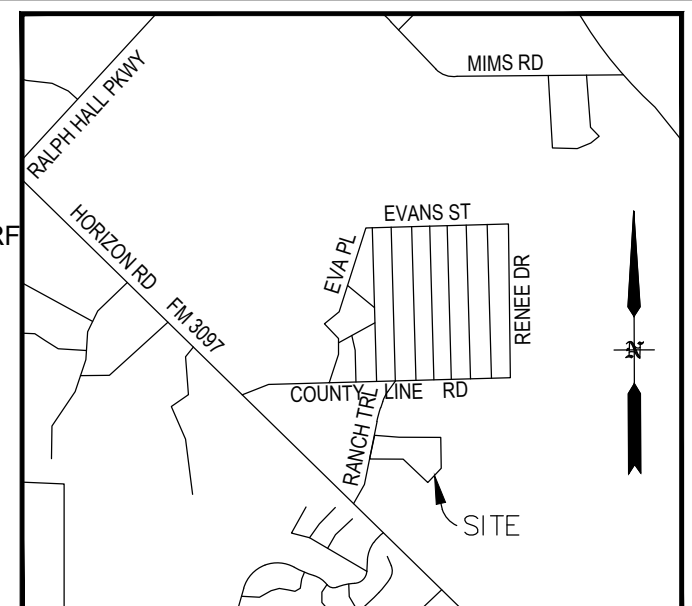 MIMS RD
RALPH HALL PKWY
HORIZON RD
FM 3097
RF
EVANS ST
EVA PL
RENEE DR
N
COUNTY LINE RD
RANCH TRL
SITE